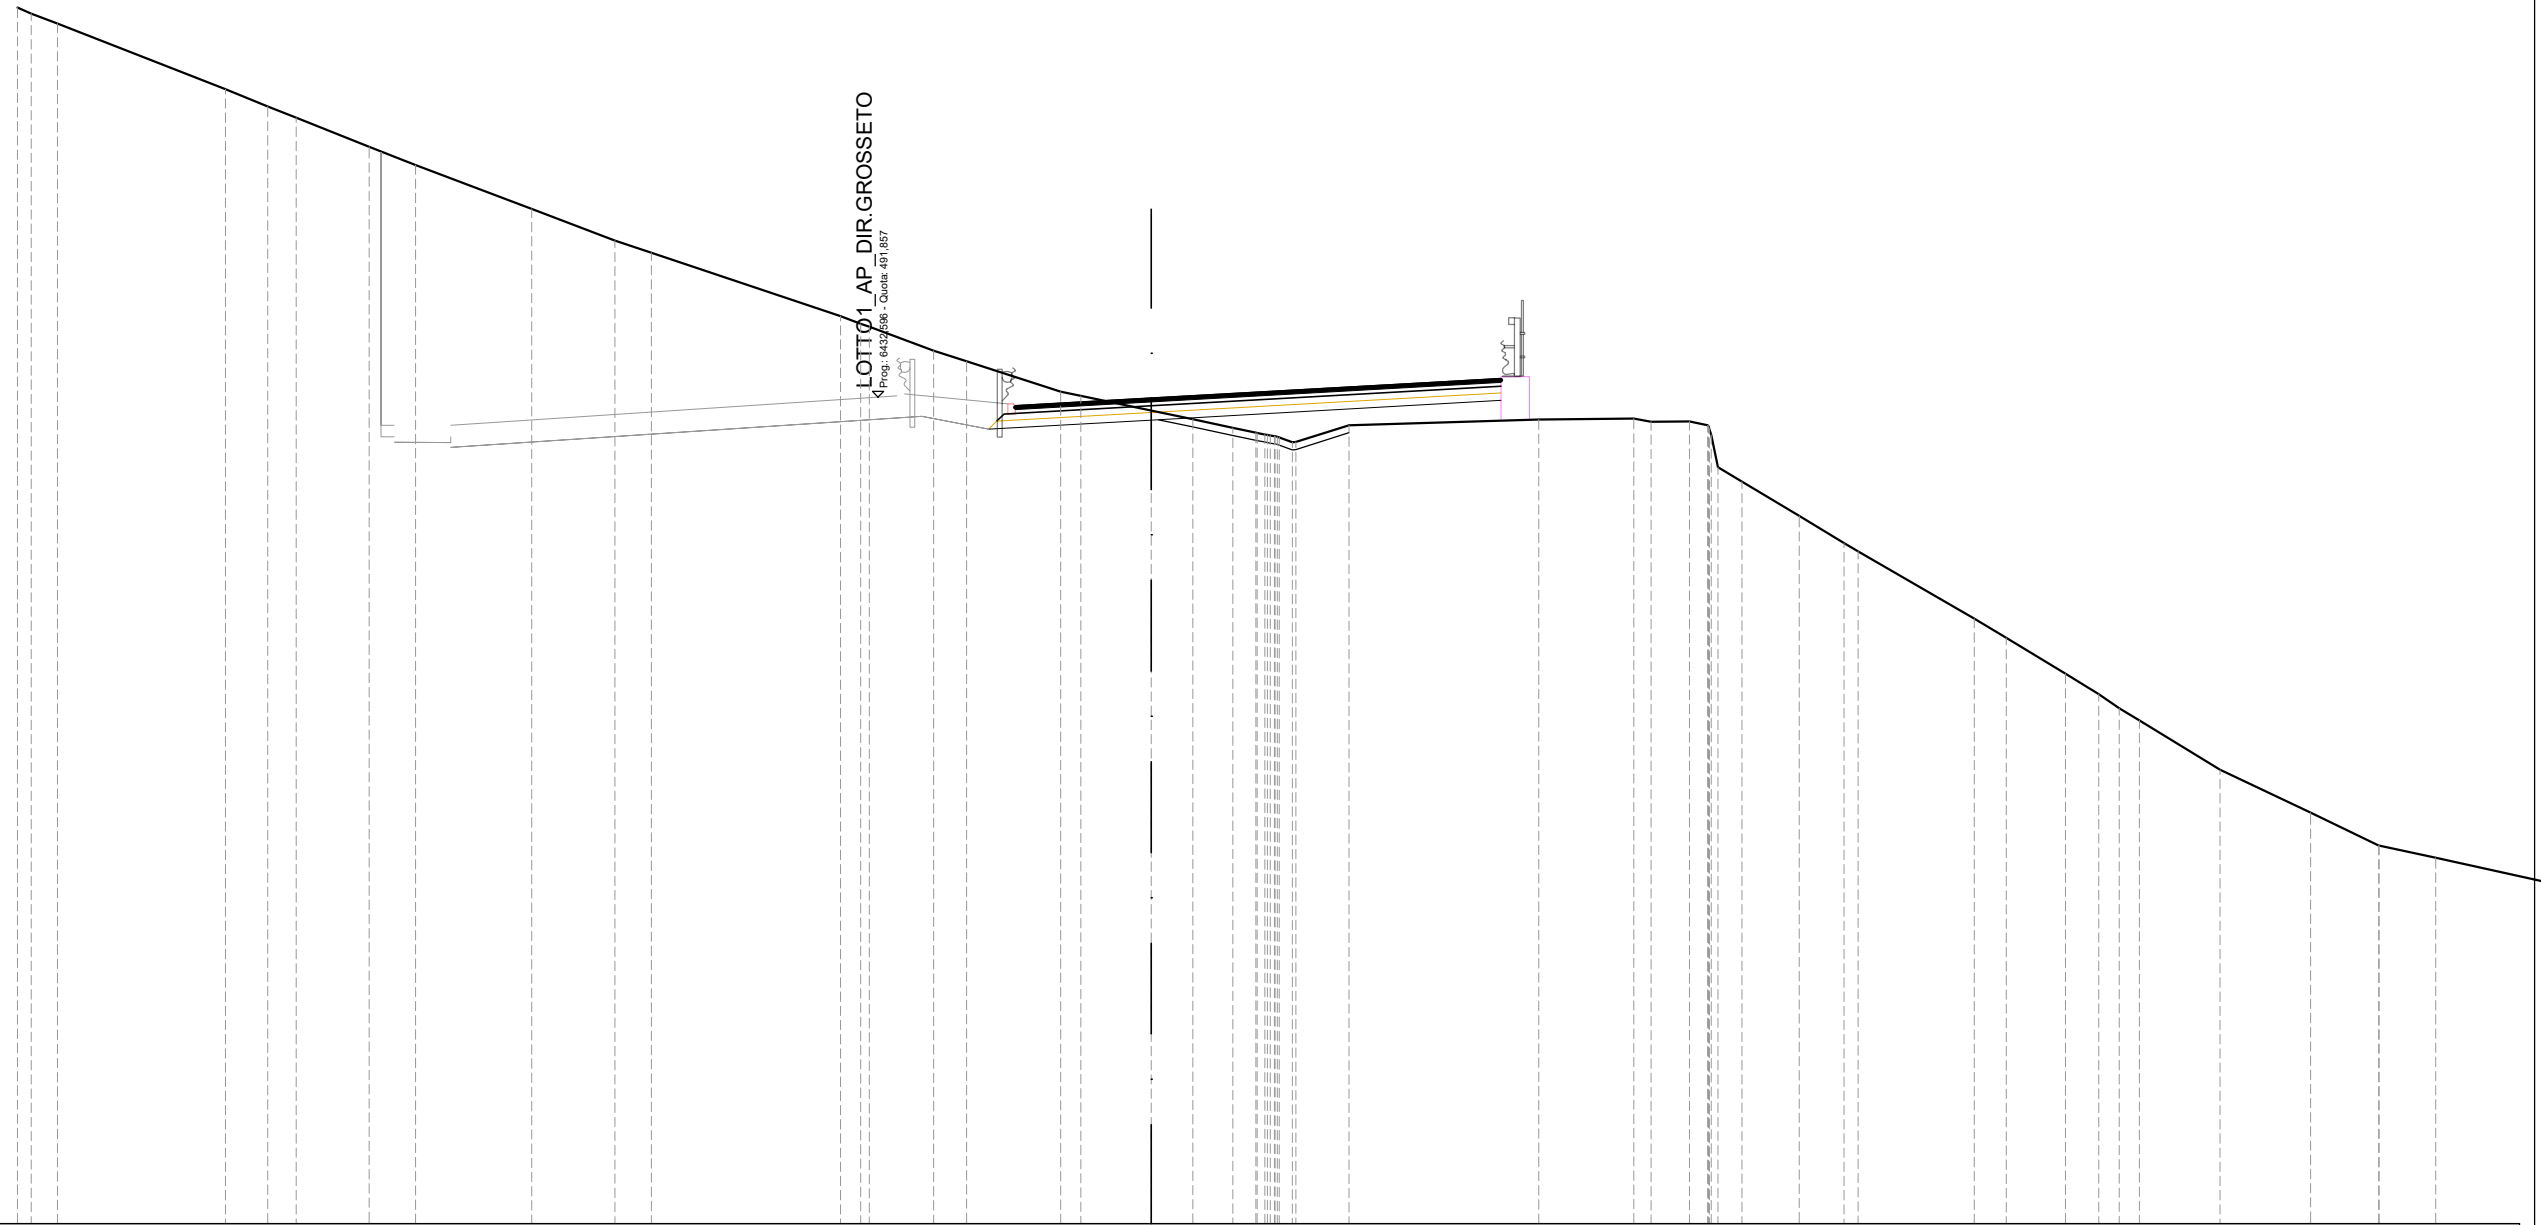 LOTTO1_AP_DIR.GROSSETO
Prog.: 6432,596 - Quota: 491,857